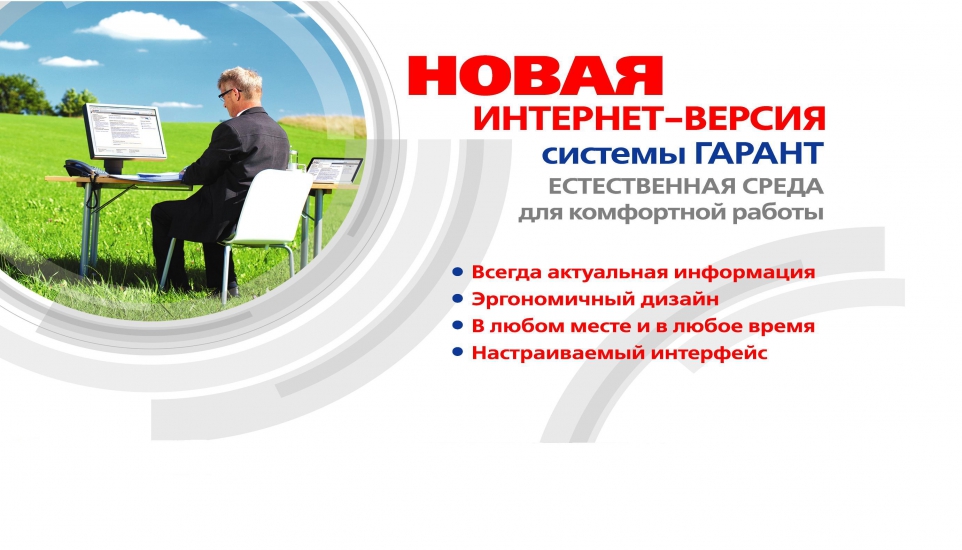 НОВАЯ
ИНТЕРНЕТ–ВЕРСИЯ
системы ГАРАНТ
ЕСТЕСТВЕННАЯ СРЕДА
для комфортной работы
• Всегда актуальная информация
• Эргономичный дизайн
• В любом месте и в любое время
• Настраиваемый интерфейс